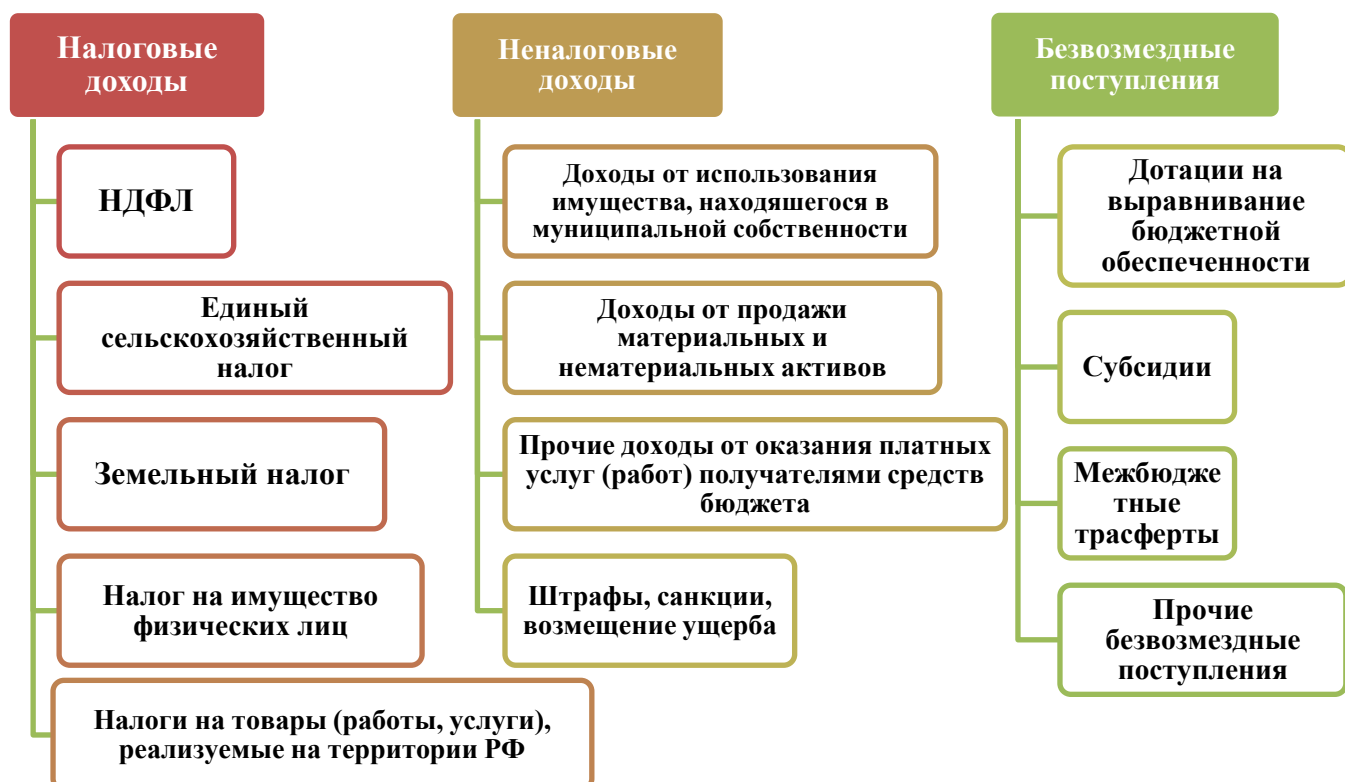 Налоговые
доходы
НДФЛ
Единый
сельскохозяйственный
налог
Земельный налог
Налог на имущество
физических лиц
Налоги на товары (работы, услуги),
реализуемые на территории РФ
Неналоговые
доходы
Доходы от использования
имущества, находяшегося в
муниципальной собственности
Доходы от продажи
материальных и
нематериальных активов
Прочие доходы от оказания платных
услуг (работ) получателями средств
бюджета
Штрафы, санкции,
возмещение ущерба
Безвозмездные
поступления
Дотации на
выравнивание
бюджетной
обеспеченности
Субсидии
Межбюдже
тные
трасферты
Прочие
безвозмездные
поступления